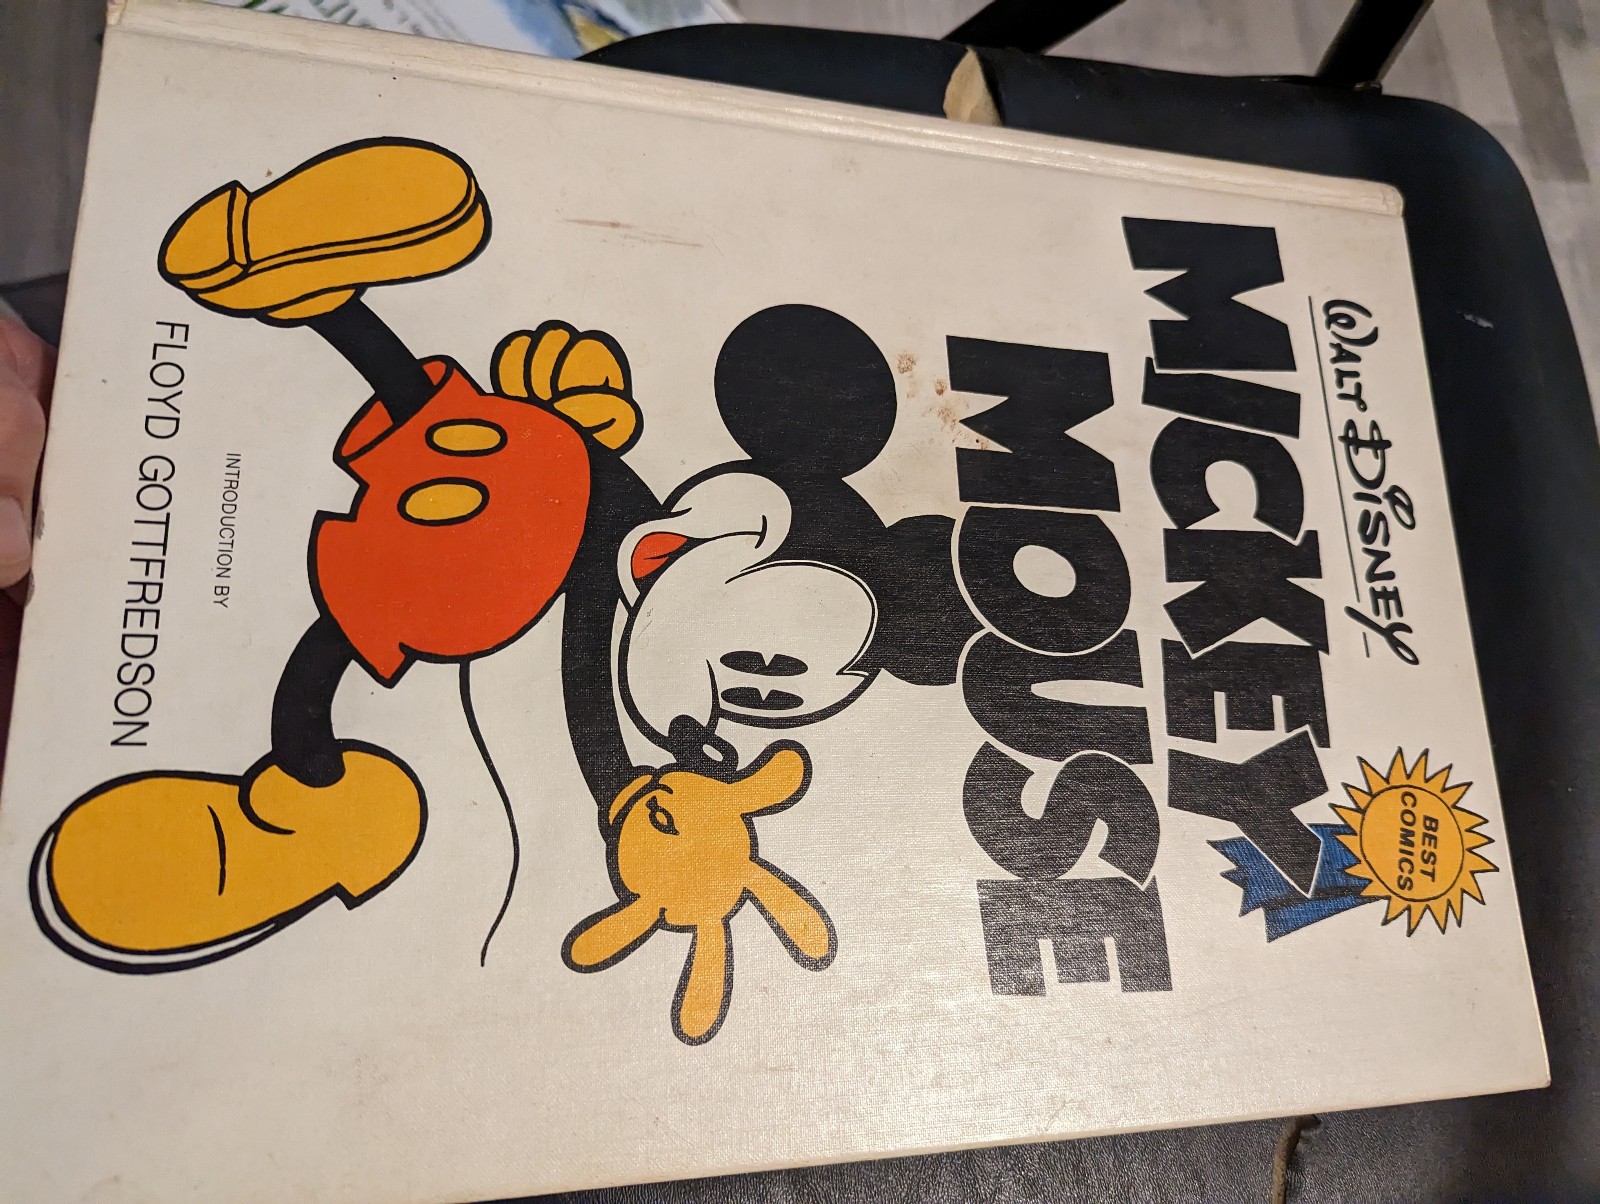 WALT DISNEY
BEST
COMICS
MICKEY
MOUSE
INTRODUCTION BY
FLOYD GOTTFREDSON